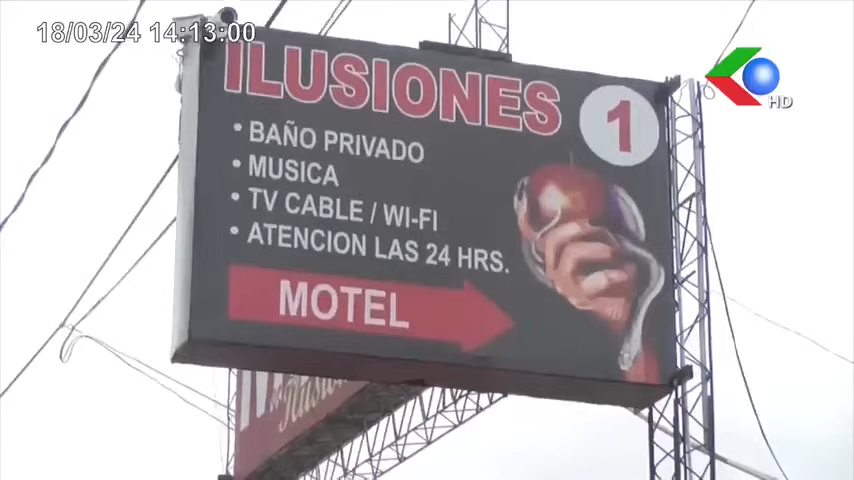 18/03/24 14:13:00
HD
ILUSIONES 1
• BAÑO PRIVADO
• MUSICA
• TV CABLE / WI-FI
• ATENCION LAS 24 HRS.
MOTEL